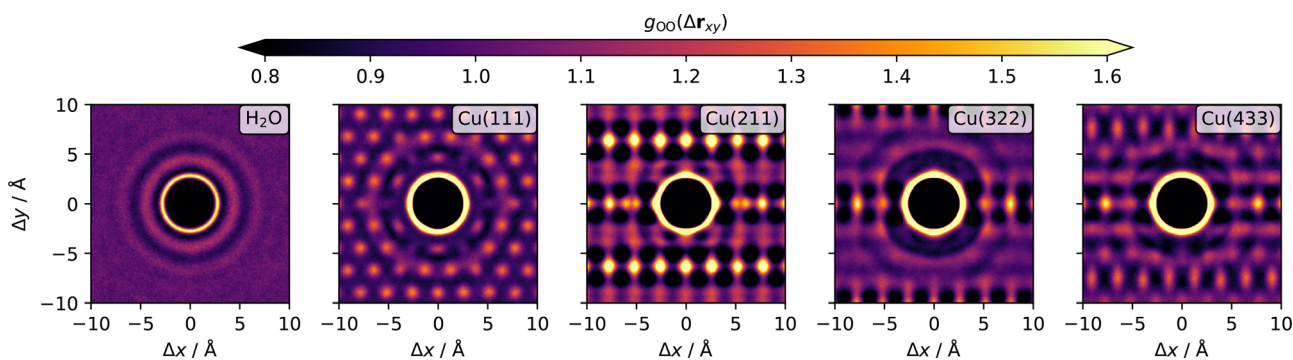 g_OO(Δr_xy)
0.8 0.9 1.0 1.1 1.2 1.3 1.4 1.5 1.6
H₂O Cu(111) Cu(211) Cu(322) Cu(433)
10
5
0
−5
−10
Δy / Å
−10 −5 0 5 10 −10 −5 0 5 10 −10 −5 0 5 10 −10 −5 0 5 10 −10 −5 0 5 10
Δx / Å Δx / Å Δx / Å Δx / Å Δx / Å